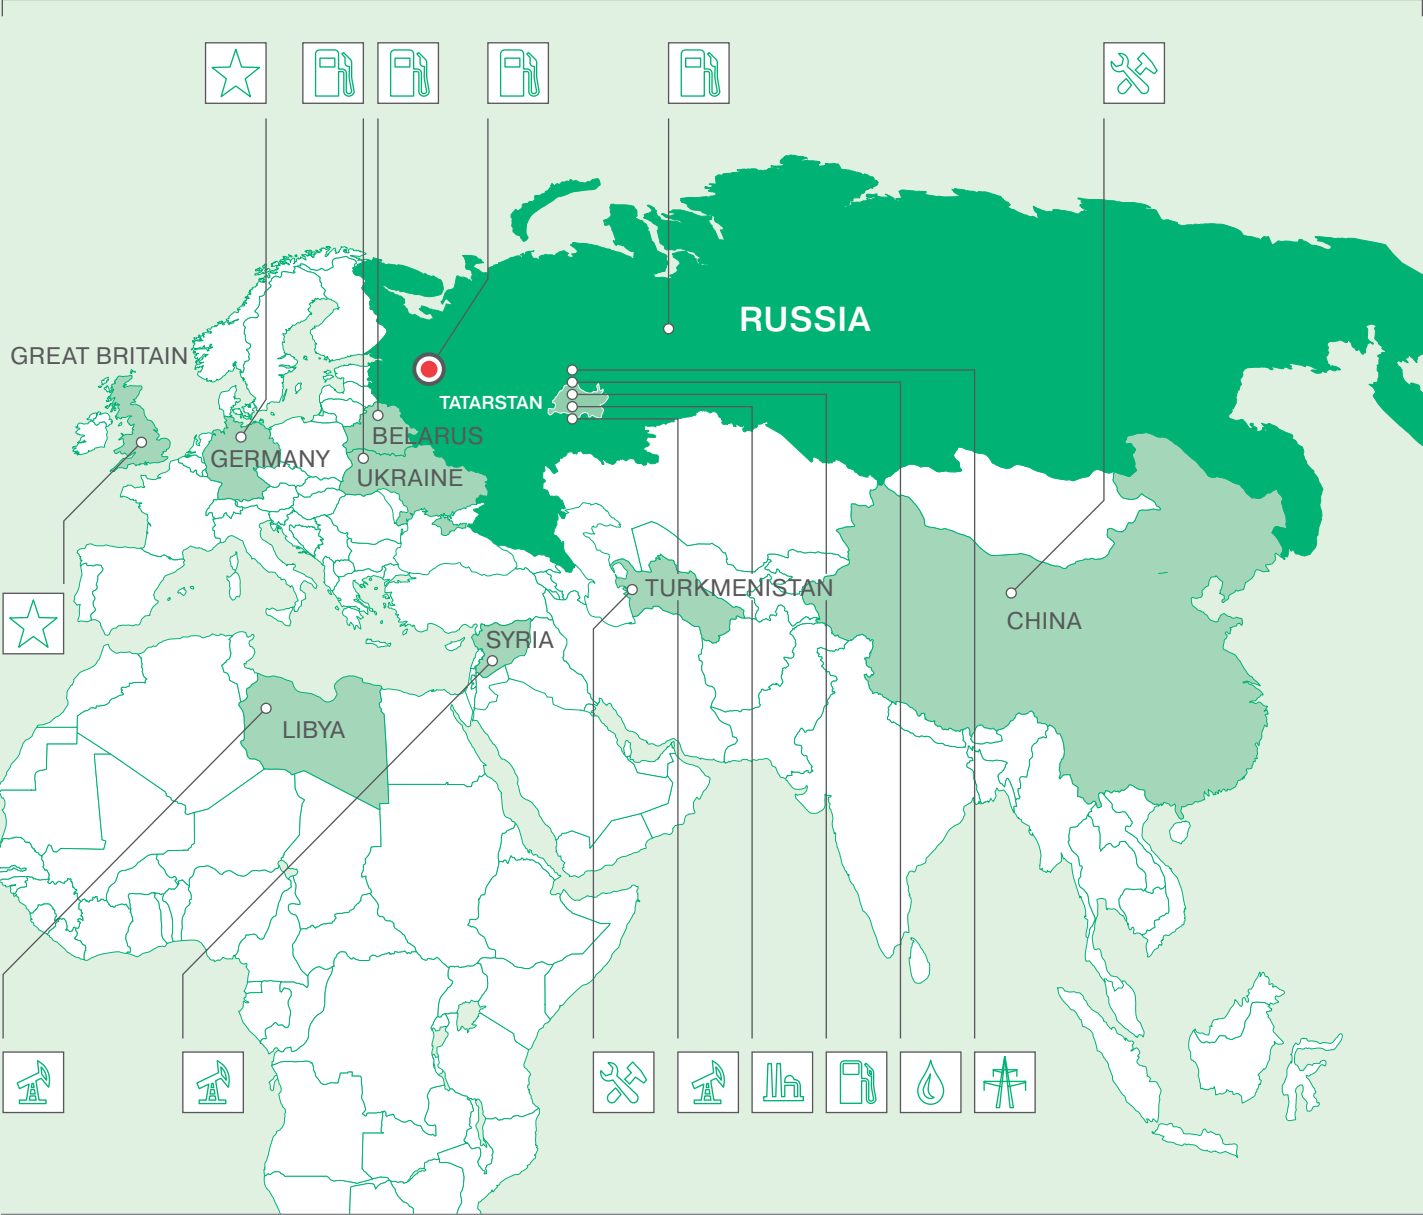 RUSSIA
GREAT BRITAIN
TATARSTAN
BELARUS
GERMANY
UKRAINE
TURKMENISTAN
CHINA
SYRIA
LIBYA